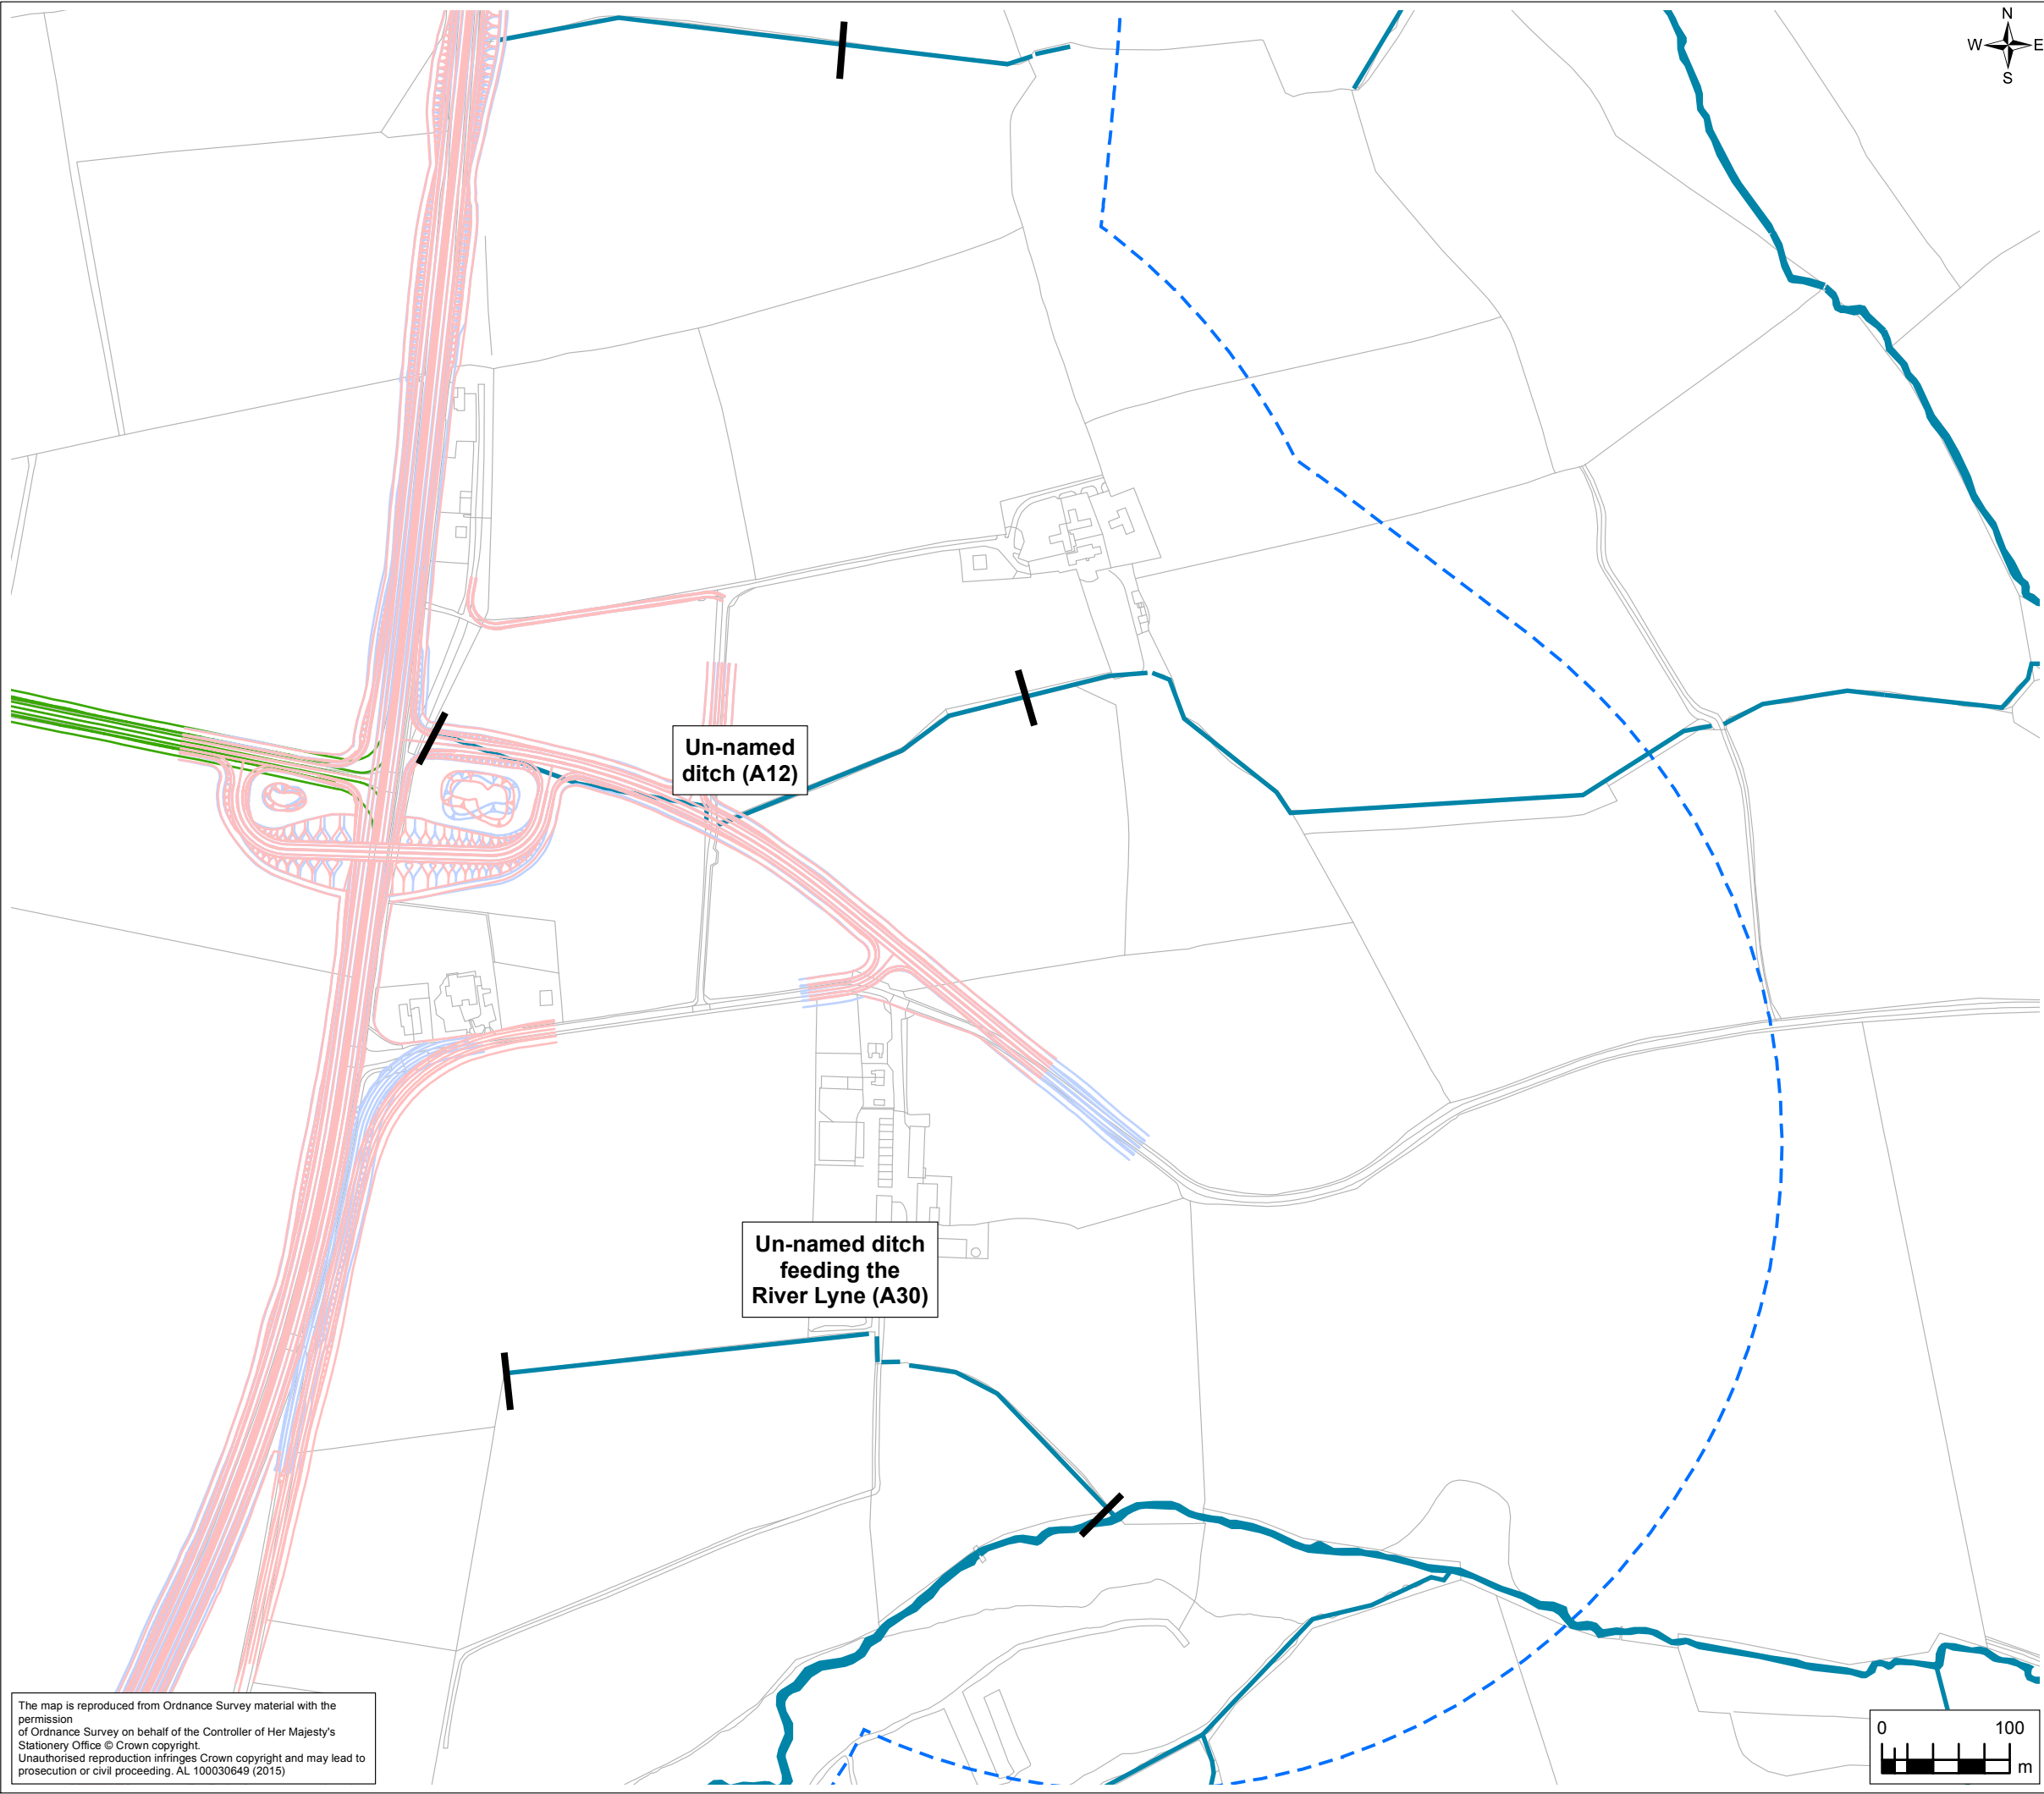 N
W E
S
Un-named
ditch (A12)
Un-named ditch
feeding the
River Lyne (A30)
The map is reproduced from Ordnance Survey material with the
permission
of Ordnance Survey on behalf of the Controller of Her Majesty's
Stationery Office © Crown copyright.
Unauthorised reproduction infringes Crown copyright and may lead to
prosecution or civil proceeding. AL 100030649 (2015)
0 100
m